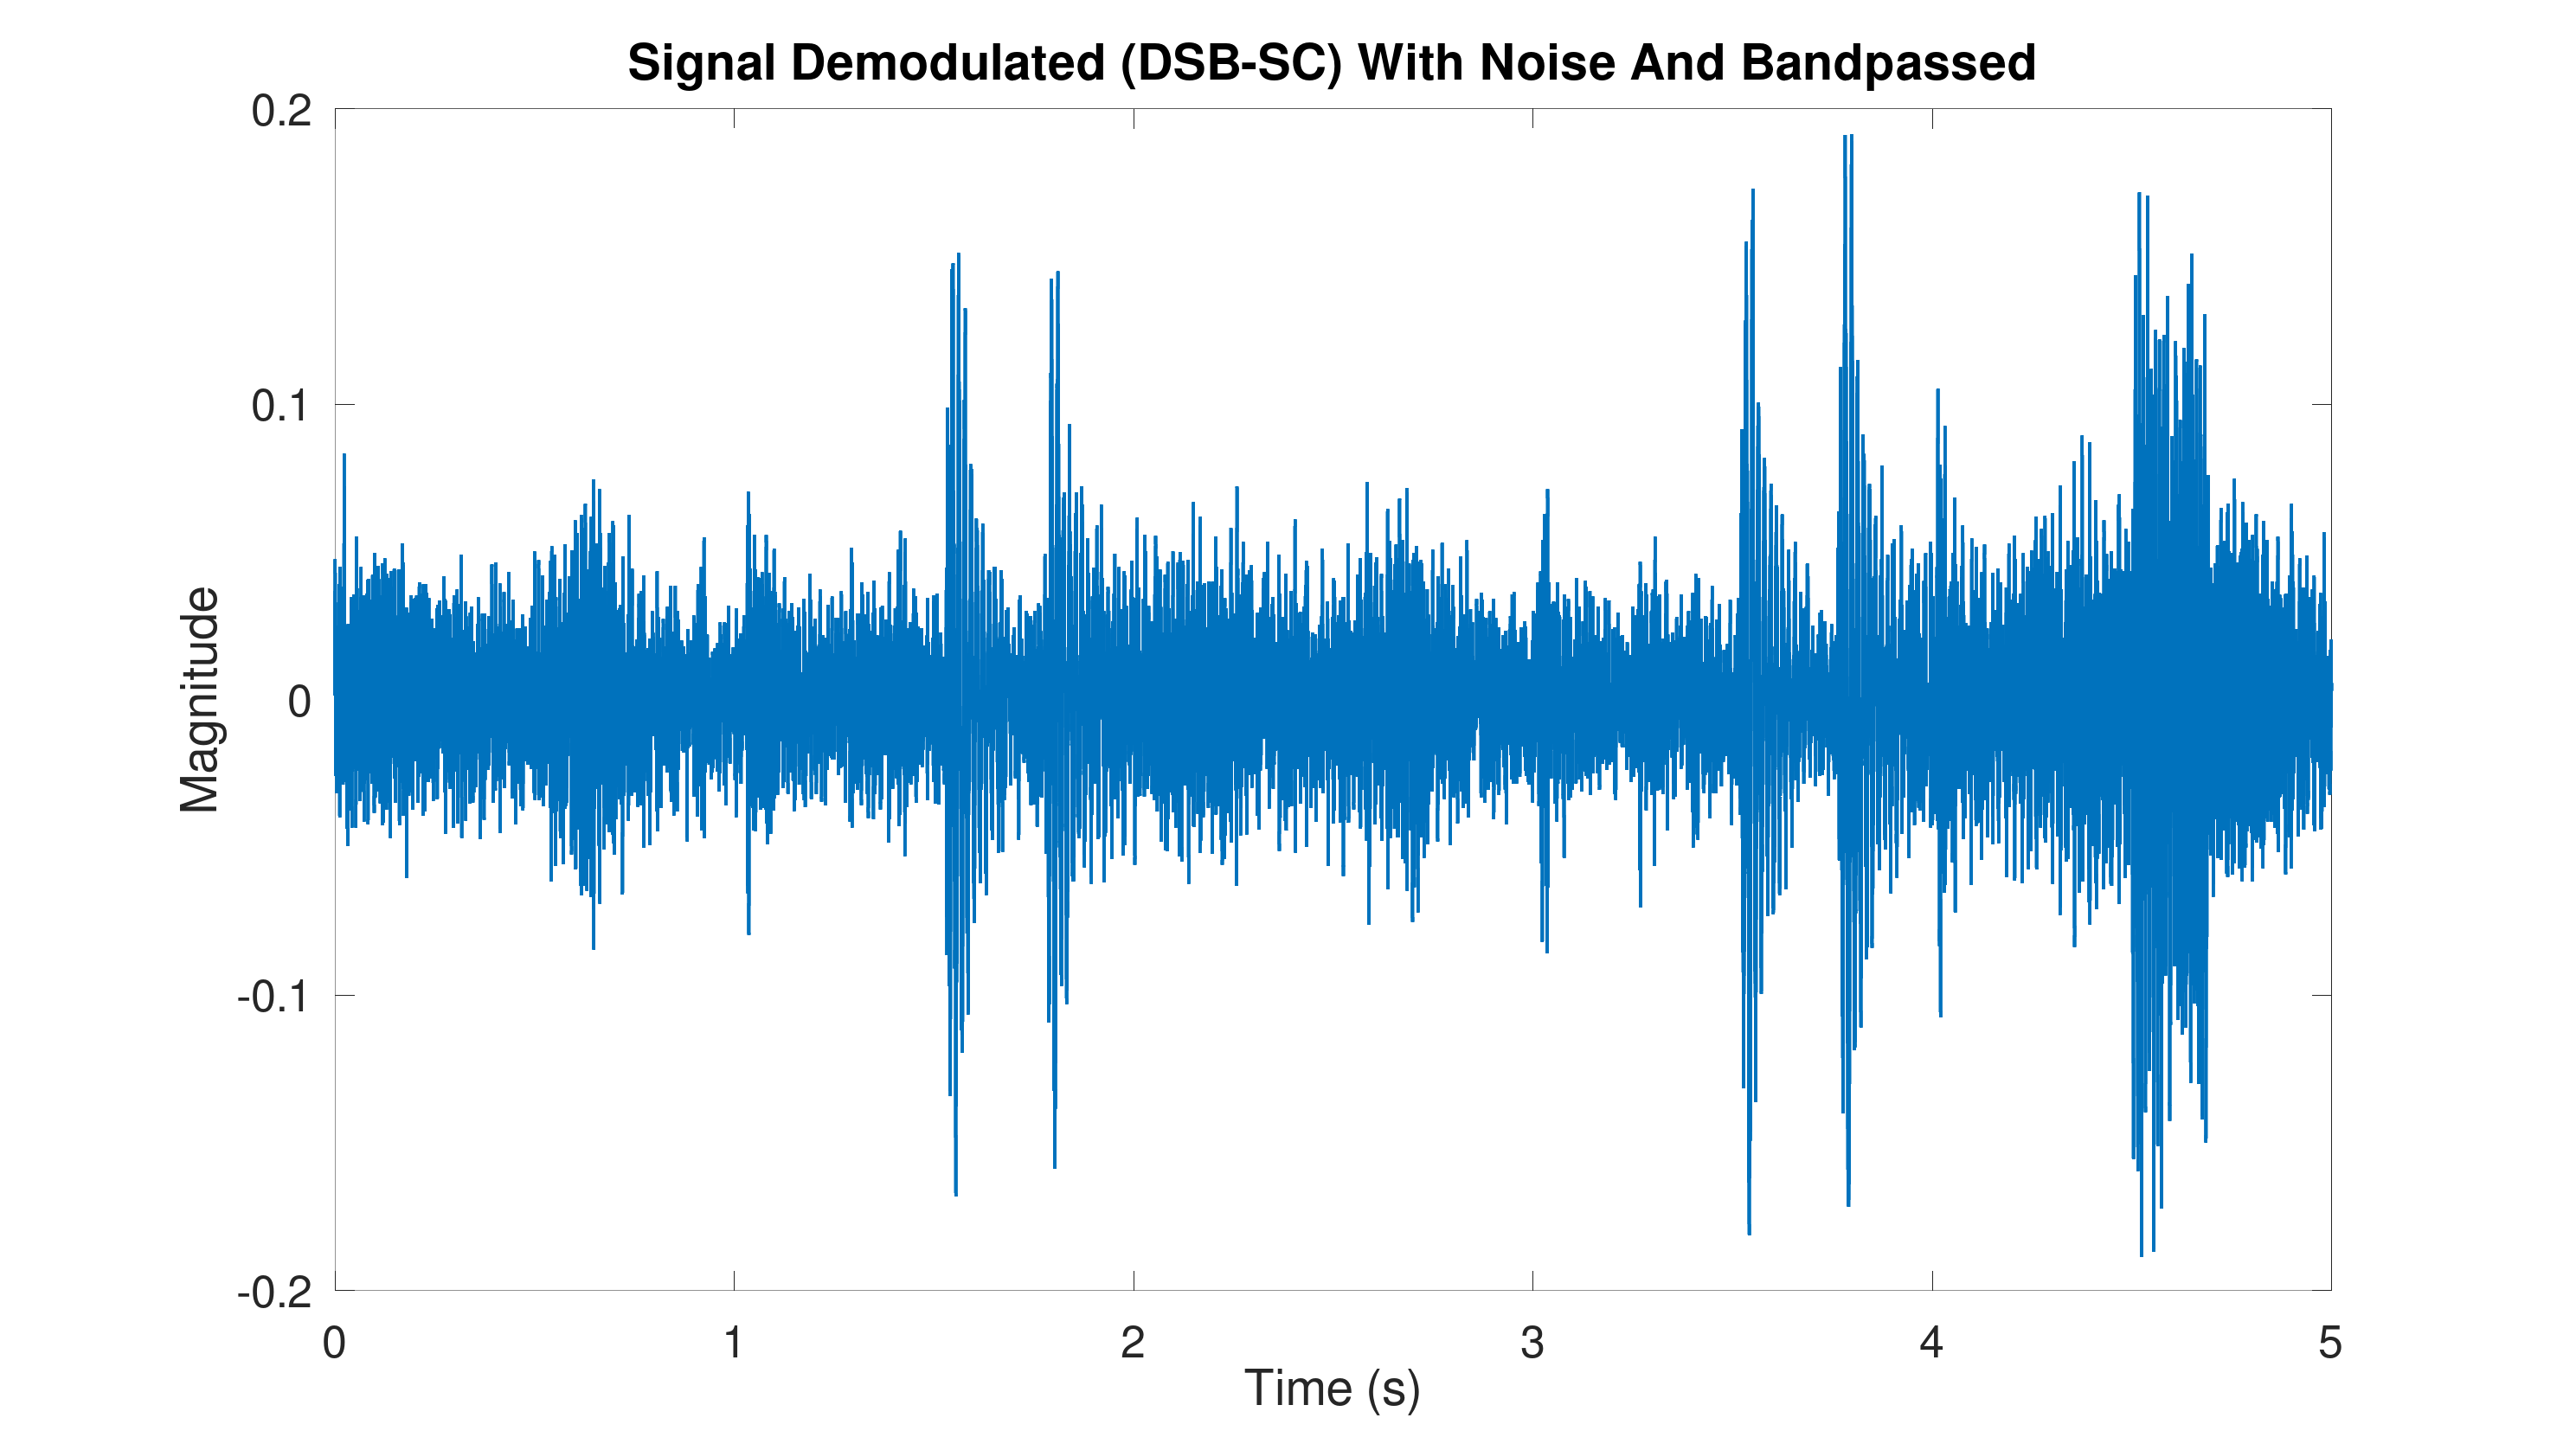 Signal Demodulated (DSB-SC) With Noise And Bandpassed
0.2
0.1
0
-0.1
-0.2
Magnitude
0 1 2 3 4 5
Time (s)